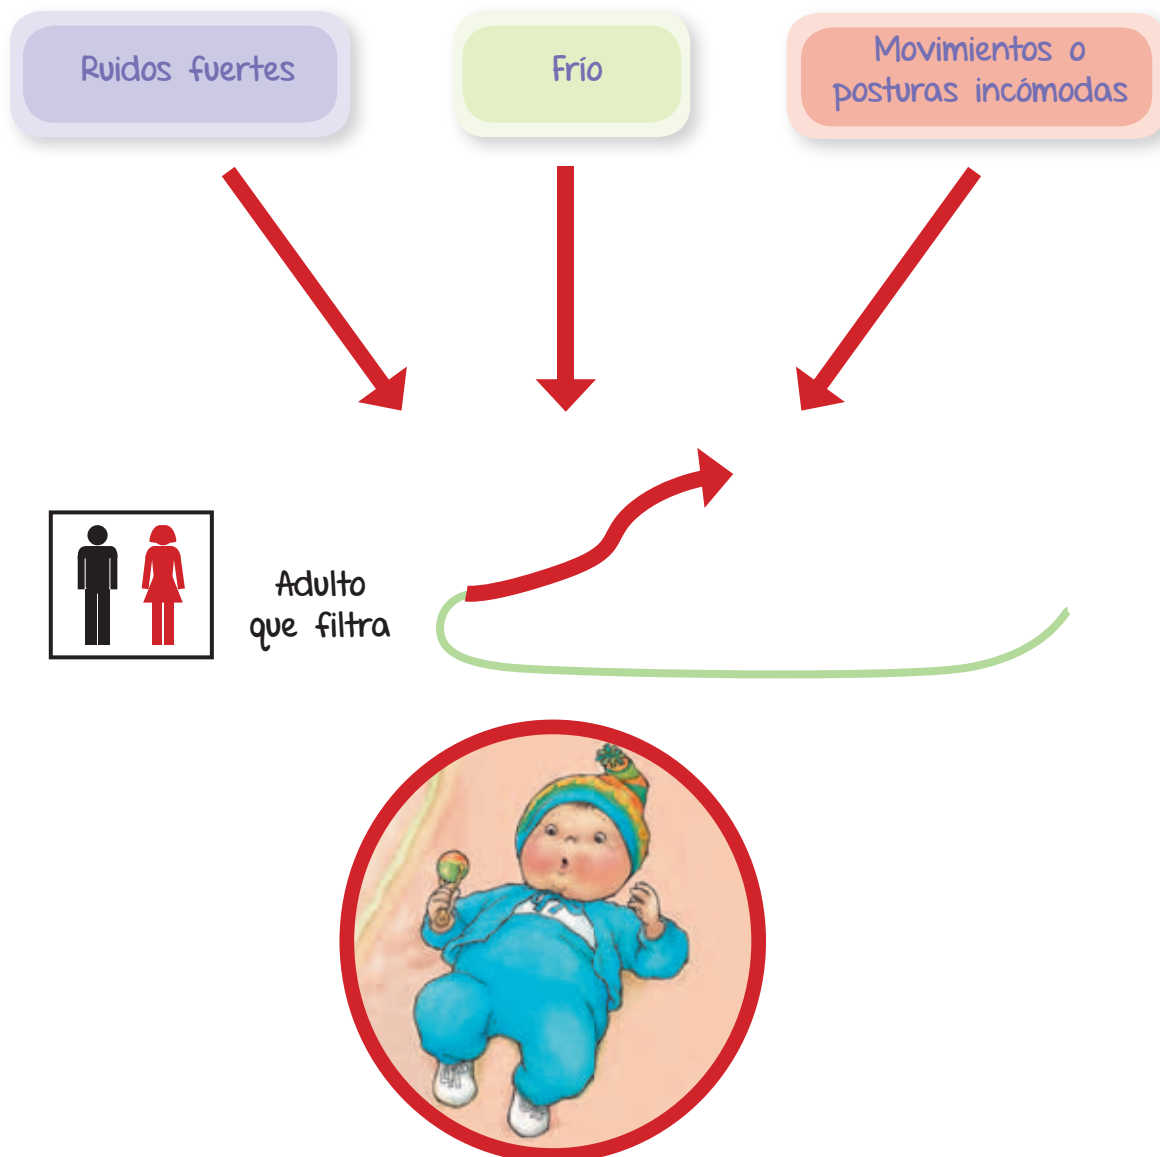 Ruidos fuertes
Frío
Movimientos o
posturas incómodas
Adulto
que filtra